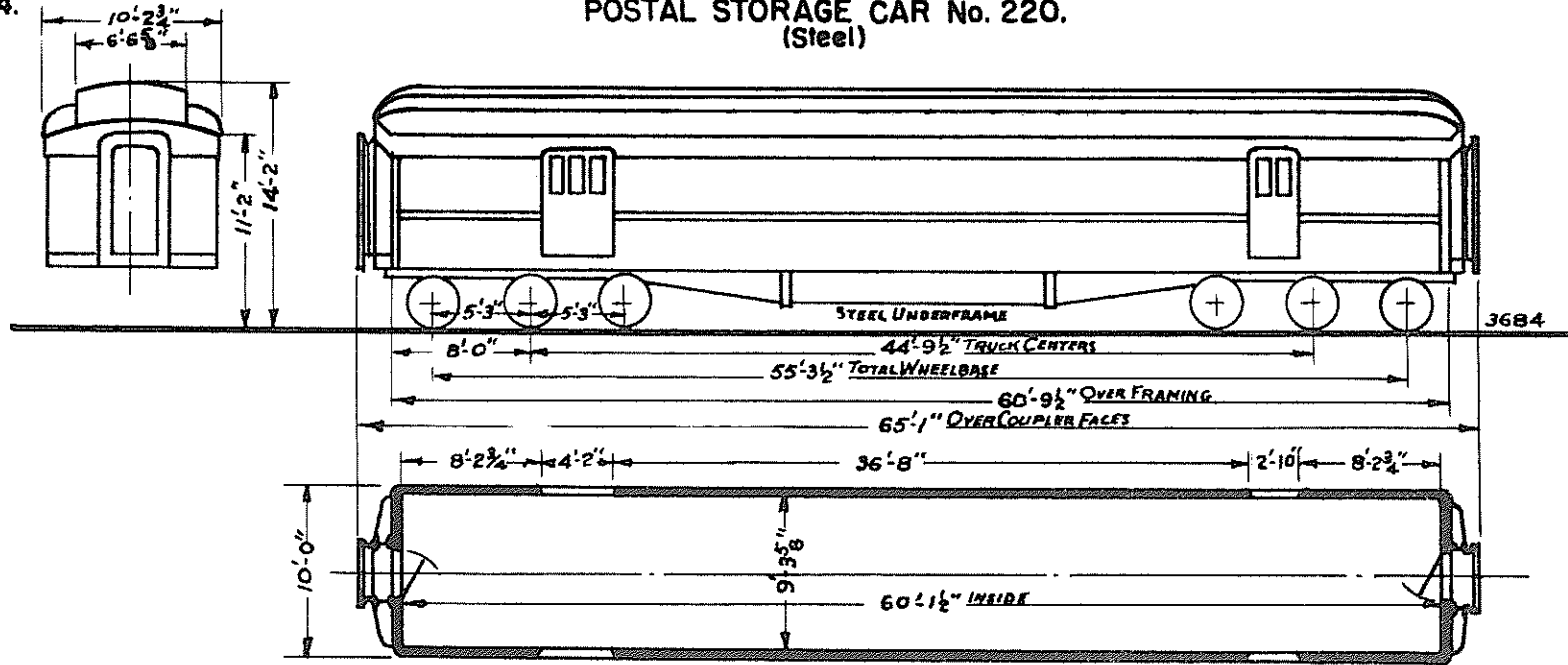 POSTAL STORAGE CAR No. 220.
(Steel)
10'-2¾"
6'-6⅝"
11'-2"
14'-2"
5'-3" 5'-3"
STEEL UNDERFRAME
3684
8'-0" 44'-9½" TRUCK CENTERS
55'-3½" TOTAL WHEELBASE
60'-9½" OVER FRAMING
65'-1" OVER COUPLER FACES
8'-2¾" 4'-2" 36'-8" 2'-10" 8'-2¾"
10'-0"
9'-3⅝"
60'-1½" INSIDE